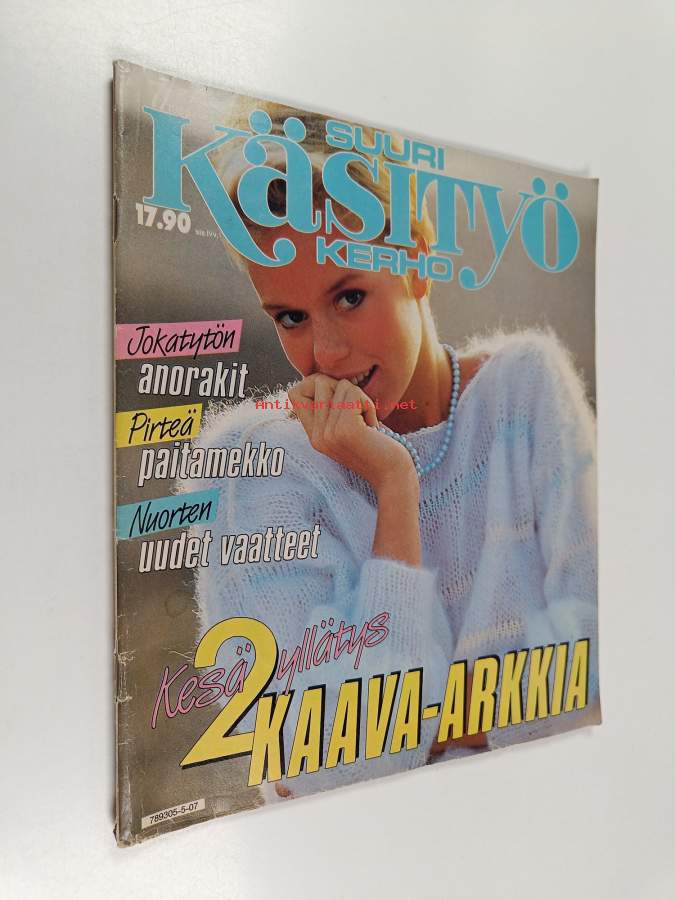 SUURI
KÄSITYÖ
KERHO
17.90
Jokatytön
anorakit
Antikvariaatti.net
Pirteä
paitamekko
Nuorten
uudet vaatteet
Kesä yllätys
2 KAAVA-ARKKIA
789305-5-07